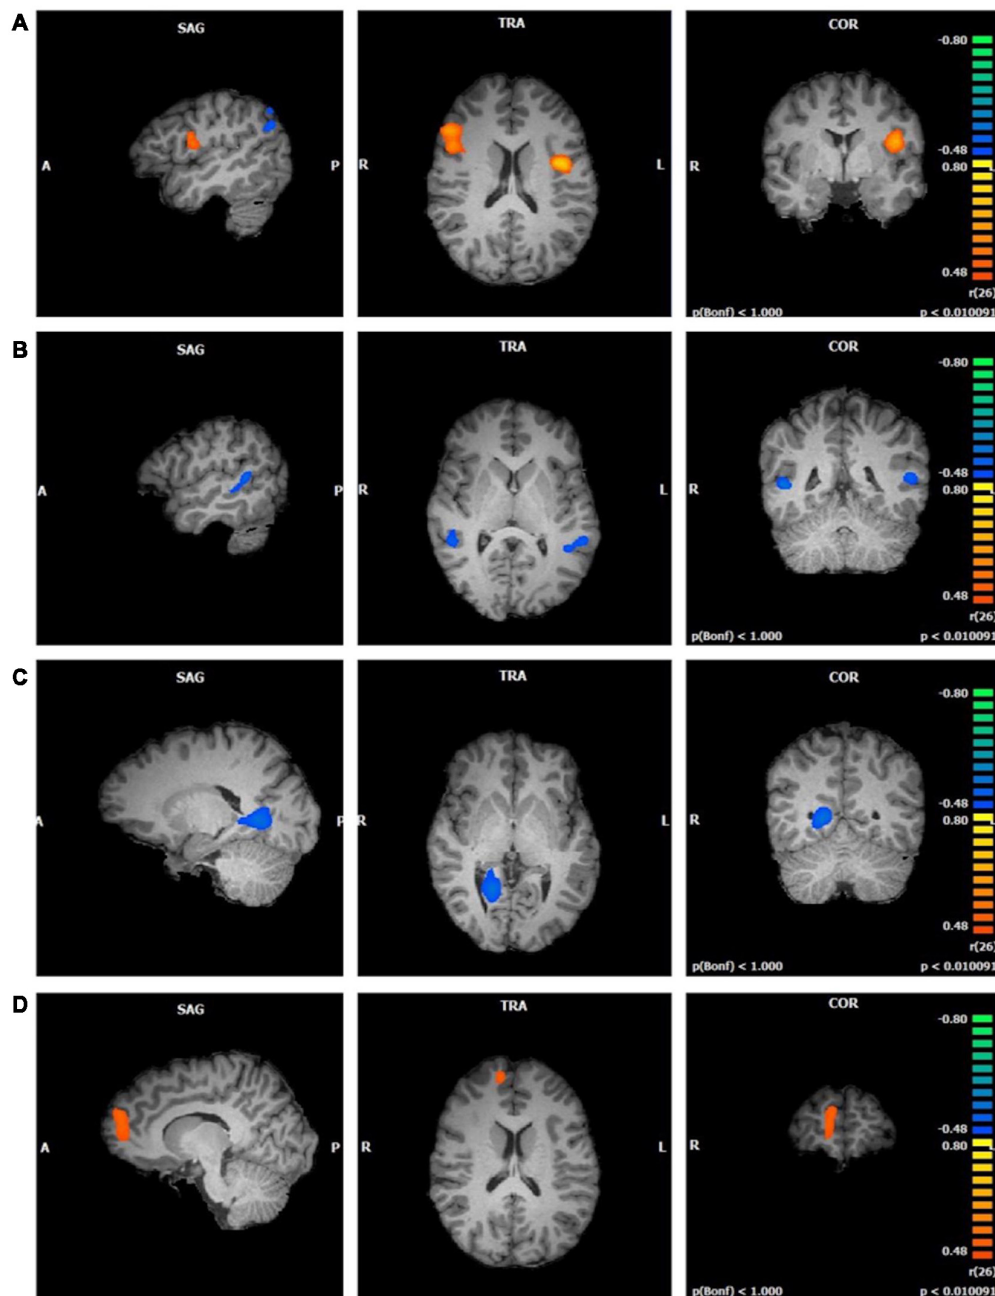 A
SAG
TRA
COR
A
P
R
L
R
-0.80
-0.48
0.80
0.48
r(26)
p(Bonf) < 1.000
p < 0.010091
B
SAG
TRA
COR
A
P
R
L
R
-0.80
-0.48
0.80
0.48
r(26)
p(Bonf) < 1.000
p < 0.010091
C
SAG
TRA
COR
A
P
R
L
R
-0.80
-0.48
0.80
0.48
r(26)
p(Bonf) < 1.000
p < 0.010091
D
SAG
TRA
COR
A
P
R
L
R
-0.80
-0.48
0.80
0.48
r(26)
p(Bonf) < 1.000
p < 0.010091